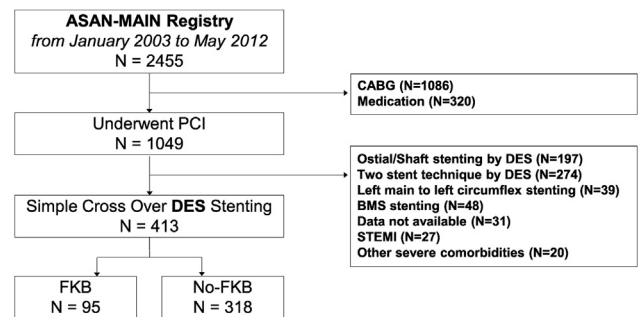 ASAN-MAIN Registry
from January 2003 to May 2012
N = 2455
CABG (N=1086)
Medication (N=320)
Underwent PCI
N = 1049
Ostial/Shaft stenting by DES (N=197)
Two stent technique by DES (N=274)
Left main to left circumflex stenting (N=39)
BMS stenting (N=48)
Data not available (N=31)
STEMI (N=27)
Other severe comorbidities (N=20)
Simple Cross Over DES Stenting
N = 413
FKB
N = 95
No-FKB
N = 318